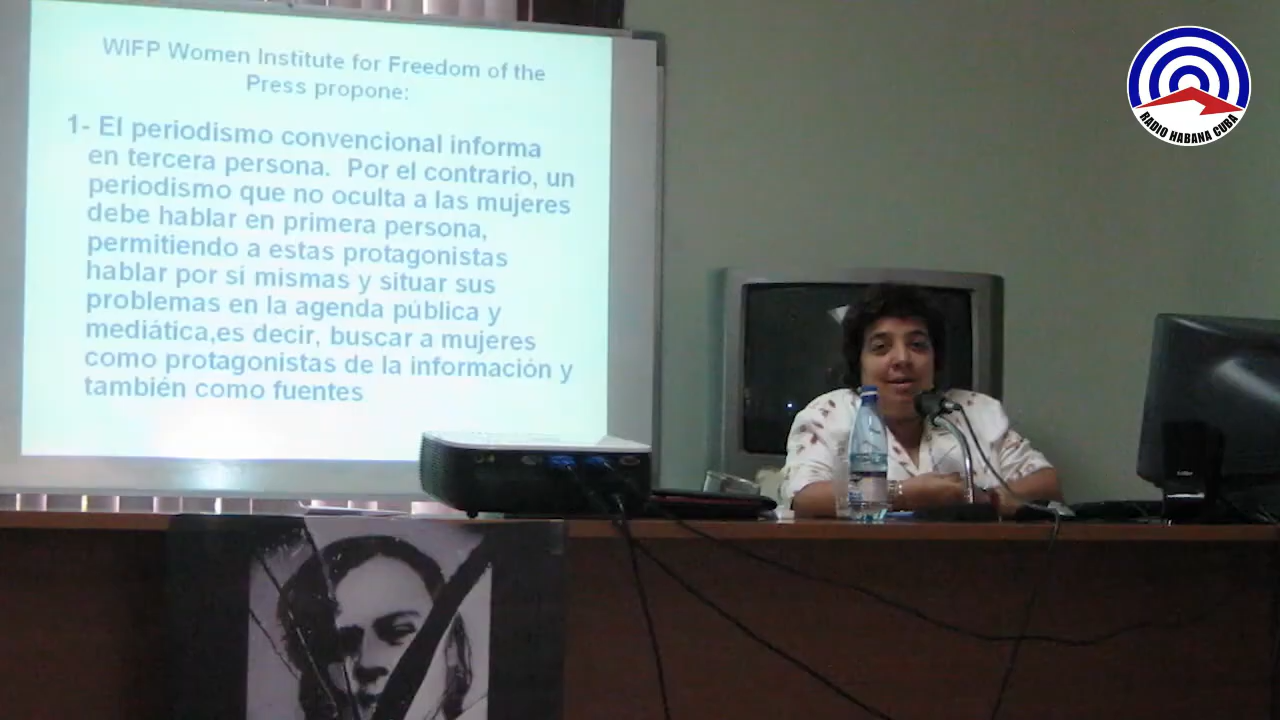 WIFP Women Institute for Freedom of the
Press propone:
1- El periodismo convencional informa
en tercera persona.  Por el contrario, un
periodismo que no oculta a las mujeres
debe hablar en primera persona,
permitiendo a estas protagonistas
hablar por sí mismas y situar sus
problemas en la agenda pública y
mediática,es decir, buscar a mujeres
como protagonistas de la información y
también como fuentes
RADIO HABANA CUBA